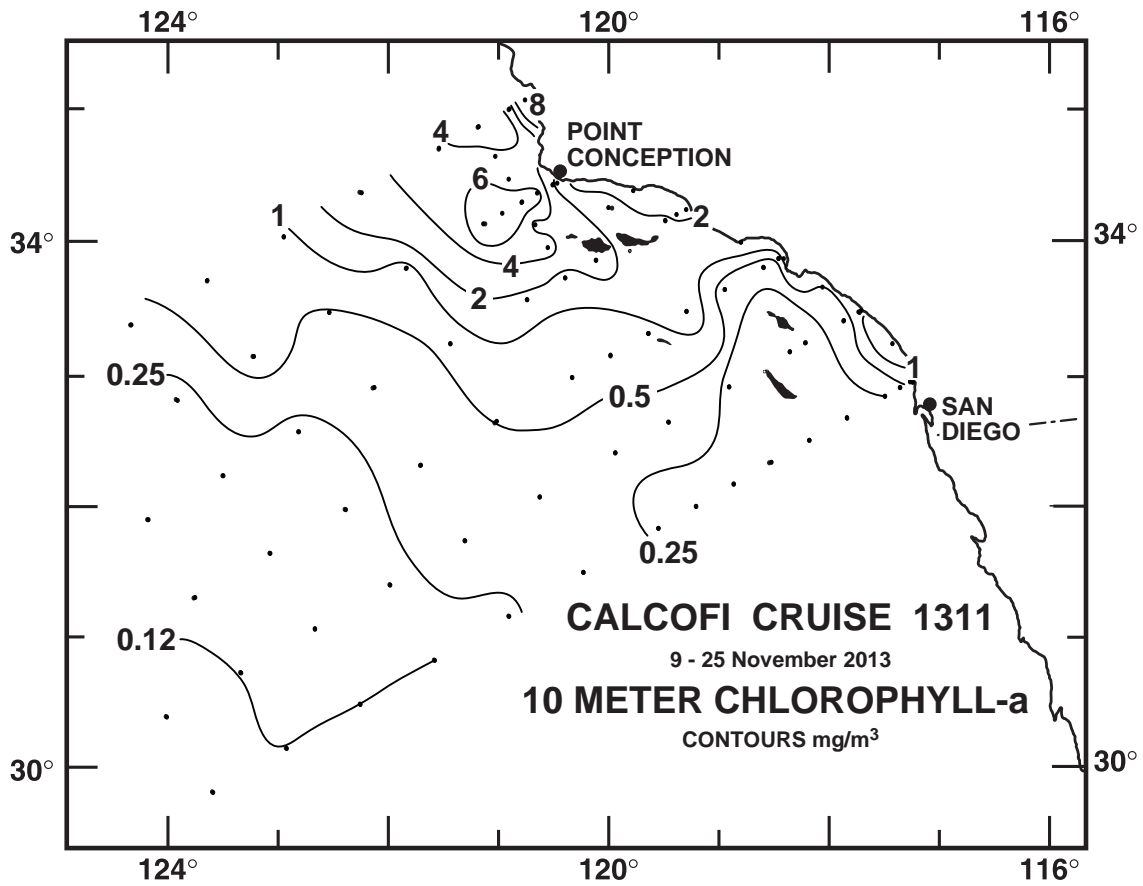 124° 120° 116°
8
4
POINT
CONCEPTION
6
1
2
34° 34°
4
2
0.25
1
0.5
SAN
DIEGO
0.25
CALCOFI CRUISE 1311
0.12
9 - 25 November 2013
10 METER CHLOROPHYLL-a
CONTOURS mg/m³
30° 30°
124° 120° 116°